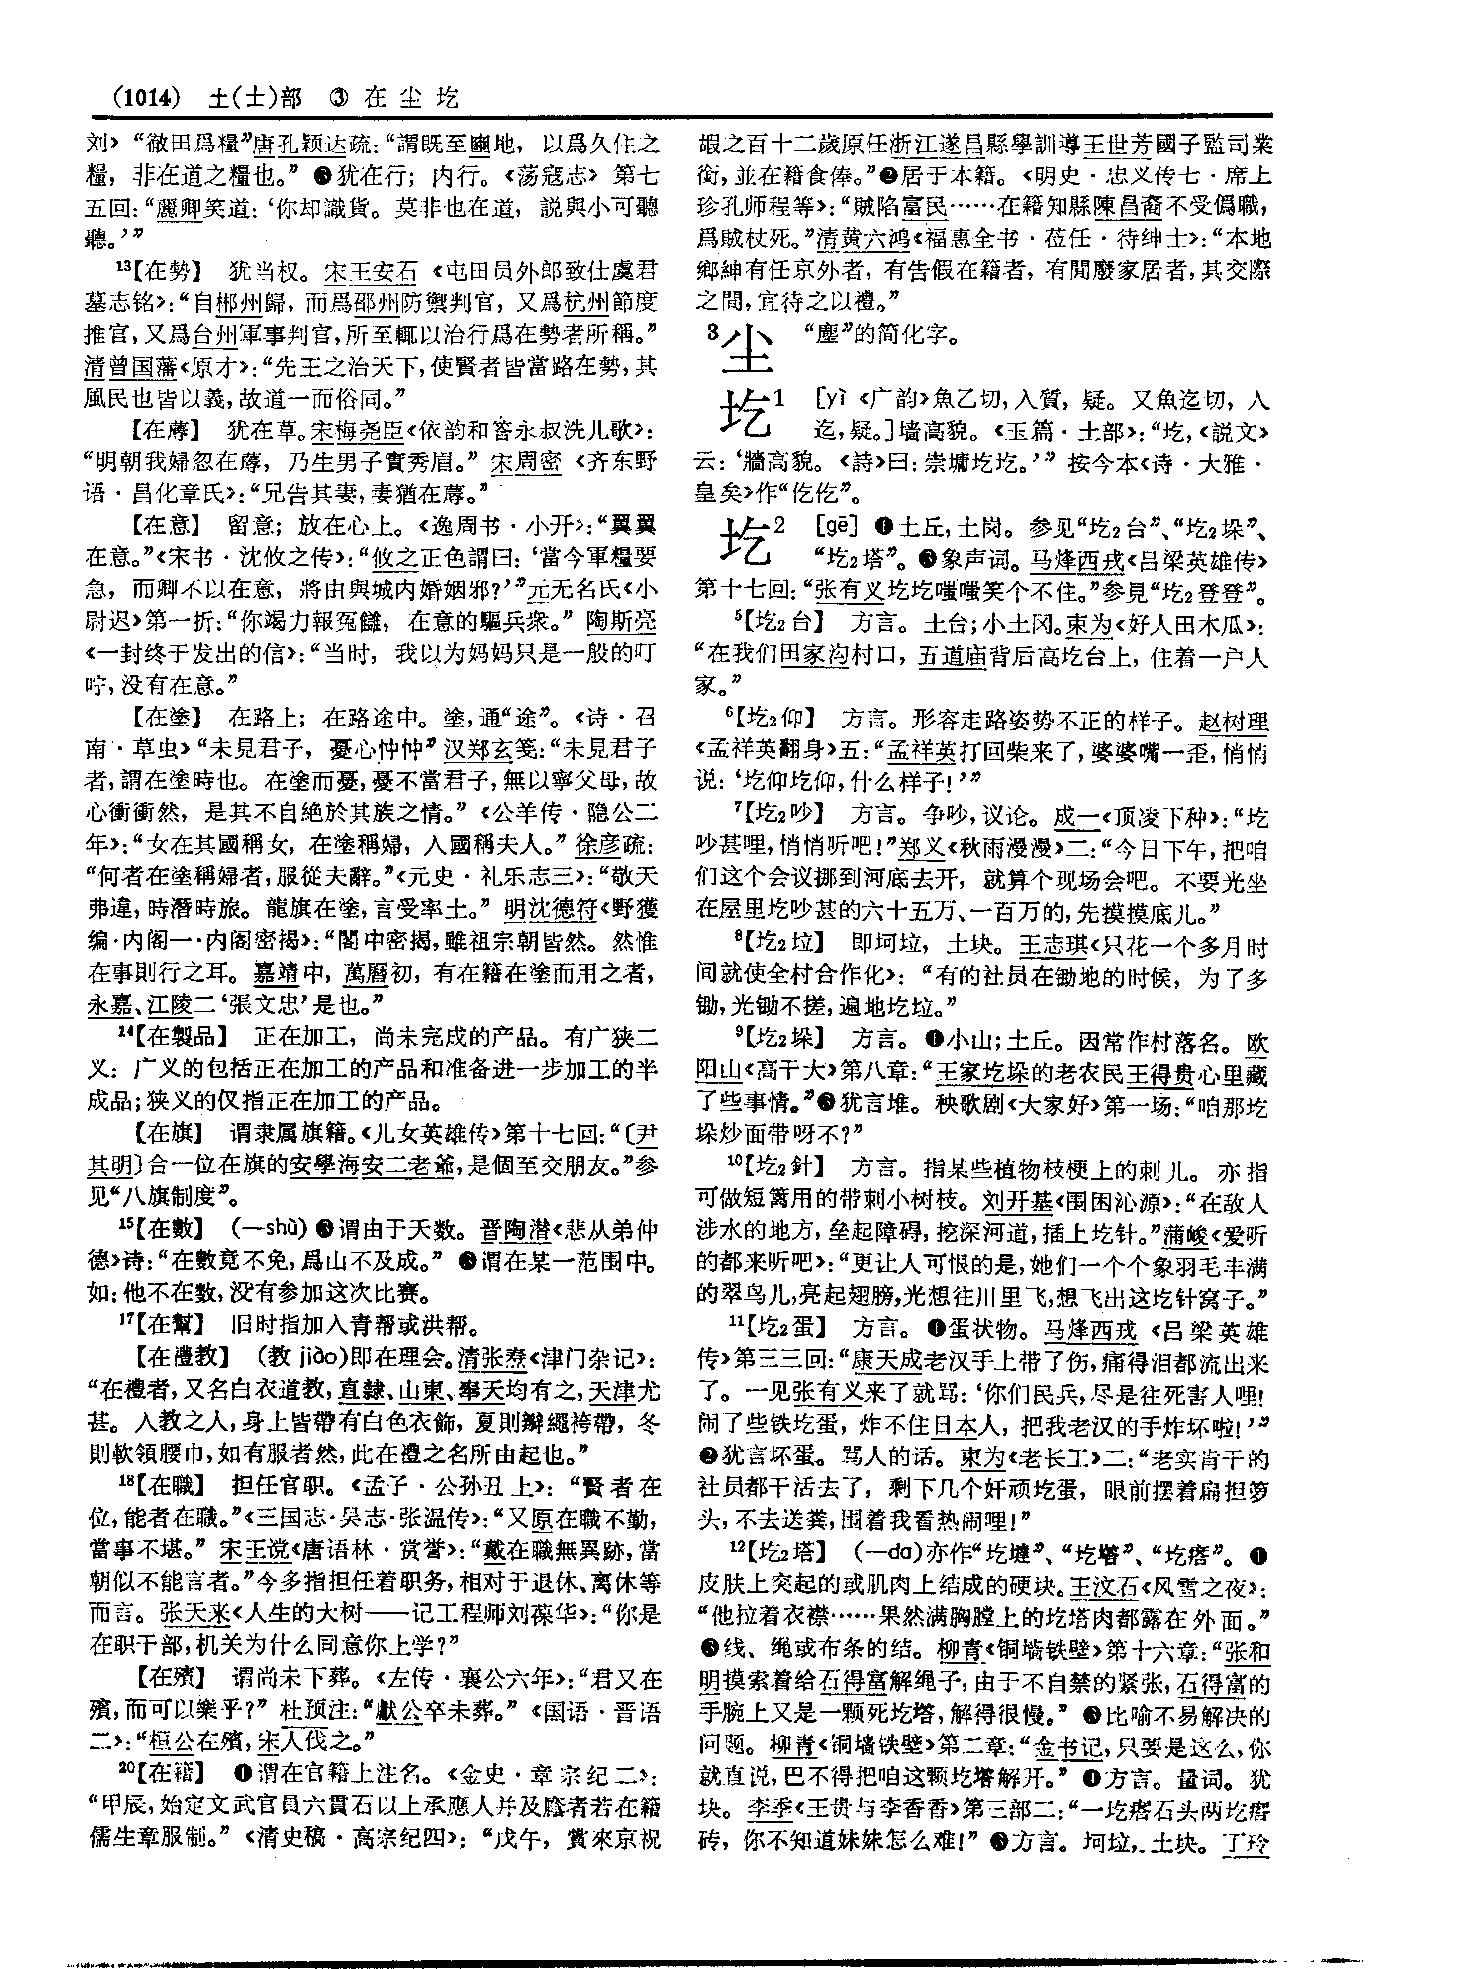 (1014) 土(士)部 ③ 在 尘 圪
刘》“徹田爲糧”唐孔颖达疏：“謂既至豳地，以爲久住之
糧，非在道之糧也。”❸犹在行；内行。《荡寇志》第七
五回：“麗卿笑道：‘你却識貨。莫非也在道，説與小可聽
聽。’”
13【在勢】 犹当权。宋王安石《屯田员外郎致仕虞君
墓志铭》：“自郴州歸，而爲邵州防禦判官，又爲杭州節度
推官，又爲台州軍事判官，所至輒以治行爲在勢者所稱。”
清曾国藩《原才》：“先王之治天下，使賢者皆當路在勢，其
風民也皆以義，故道一而俗同。”
【在蓐】 犹在草。宋梅尧臣《依韵和答永叔洗儿歌》：
“明朝我婦忽在蓐，乃生男子實秀眉。”宋周密《齐东野
语·昌化章氏》：“兄告其妻，妻猶在蓐。”
【在意】 留意；放在心上。《逸周书·小开》：“翼翼
在意。”《宋书·沈攸之传》：“攸之正色謂曰：‘當今軍糧要
急，而卿不以在意，將由與城内婚姻邪？’”元无名氏《小
尉迟》第一折：“你竭力報冤讎，在意的驅兵衆。”陶斯亮
《一封终于发出的信》：“当时，我以为妈妈只是一般的叮
咛，没有在意。”
【在塗】 在路上；在路途中。塗，通“途”。《诗·召
南·草虫》“未見君子，憂心忡忡”汉郑玄笺：“未見君子
者，謂在塗時也。在塗而憂，憂不當君子，無以寧父母，故
心衝衝然，是其不自絶於其族之情。”《公羊传·隐公二
年》：“女在其國稱女，在塗稱婦，入國稱夫人。”徐彦疏：
“何者在塗稱婦者，服從夫辭。”《元史·礼乐志三》：“敬天
弗違，時潛時旅。龍旗在塗，言受率土。”明沈德符《野獲
编·内阁一·内阁密揭》：“閣中密揭，雖祖宗朝皆然。然惟
在事則行之耳。嘉靖中，萬曆初，有在籍在塗而用之者，
永嘉、江陵二‘張文忠’是也。”
14【在製品】 正在加工，尚未完成的产品。有广狭二
义：广义的包括正在加工的产品和准备进一步加工的半
成品；狭义的仅指正在加工的产品。
【在旗】 谓隶属旗籍。《儿女英雄传》第十七回：“〔尹
其明〕合一位在旗的安學海安二老爺，是個至交朋友。”参
见“八旗制度”。
15【在數】 （一shù）❶谓由于天数。晋陶潜《悲从弟仲
德》诗：“在數竟不免，爲山不及成。”❷谓在某一范围中。
如：他不在数，没有参加这次比赛。
17【在幫】 旧时指加入青帮或洪帮。
【在禮教】 （教 jiào）即在理会。清张焘《津门杂记》：
“在禮者，又名白衣道教，直隸、山東、奉天均有之，天津尤
甚。入教之人，身上皆帶有白色衣飾，夏則辮繩袴帶，冬
則軟領腰巾，如有服者然，此在禮之名所由起也。”
18【在職】 担任官职。《孟子·公孙丑上》：“賢者在
位，能者在職。”《三国志·吴志·张温传》：“又原在職不勤，
當事不堪。”宋王谠《唐语林·赏誉》：“戴在職無異跡，當
朝似不能言者。”今多指担任着职务，相对于退休、离休等
而言。张天来《人生的大树——记工程师刘葆华》：“你是
在职干部，机关为什么同意你上学？”
【在殯】 谓尚未下葬。《左传·襄公六年》：“君又在
殯，而可以樂乎？”杜预注：“獻公卒未葬。”《国语·晋语
二》：“桓公在殯，宋人伐之。”
20【在籍】 ❶谓在官籍上注名。《金史·章宗纪二》：
“甲辰，始定文武官員六貫石以上承應人并及廕者若在籍
儒生章服制。”《清史稿·高宗纪四》：“戊午，賞來京祝
嘏之百十二歲原任浙江遂昌縣學訓導王世芳國子監司業
銜，並在籍食俸。”❷居于本籍。《明史·忠义传七·席上
珍孔师程等》：“賊陷富民……在籍知縣陳昌裔不受僞職，
爲賊杖死。”清黄六鸿《福惠全书·莅任·待绅士》：“本地
鄉紳有任京外者，有告假在籍者，有閒廢家居者，其交際
之間，宜待之以禮。”
3尘 “塵”的简化字。
圪1 [yì 《广韵》魚乙切，入質，疑。又魚迄切，入
迄，疑。]墙高貌。《玉篇·土部》：“圪，《説文》
云：‘牆高貌。《詩》曰：崇墉圪圪。’”按今本《诗·大雅·
皇矣》作“仡仡”。
圪2 [gē] ❶土丘，土岗。参见“圪2台”、“圪2垛”、
“圪2塔”。❷象声词。马烽西戎《吕梁英雄传》
第十七回：“张有义圪圪嗤嗤笑个不住。”参見“圪2登登”。
5【圪2台】 方言。土台；小土冈。束为《好人田木瓜》：
“在我们田家沟村口，五道庙背后高圪台上，住着一户人
家。”
6【圪2仰】 方言。形容走路姿势不正的样子。赵树理
《孟祥英翻身》五：“孟祥英打回柴来了，婆婆嘴一歪，悄悄
说：‘圪仰圪仰，什么样子！’”
7【圪2吵】 方言。争吵，议论。成一《顶凌下种》：“圪
吵甚哩，悄悄听吧！”郑义《秋雨漫漫》二：“今日下午，把咱
们这个会议挪到河底去开，就算个现场会吧。不要光坐
在屋里圪吵甚的六十五万、一百万的，先摸摸底儿。”
8【圪2垃】 即坷垃，土块。王志琪《只花一个多月时
间就使全村合作化》：“有的社员在锄地的时候，为了多
锄，光锄不搓，遍地圪垃。”
9【圪2垛】 方言。❶小山；土丘。因常作村落名。欧
阳山《高干大》第八章：“王家圪垛的老农民王得贵心里藏
了些事情。”❷犹言堆。秧歌剧《大家好》第一场：“咱那圪
垛炒面带呀不？”
10【圪2針】 方言。指某些植物枝梗上的刺儿。亦指
可做短篱用的带刺小树枝。刘开基《围困沁源》：“在敌人
涉水的地方，垒起障碍，挖深河道，插上圪针。”蒲峻《爱听
的都来听吧》：“更让人可恨的是，她们一个个象羽毛丰满
的翠鸟儿，亮起翅膀，光想往川里飞，想飞出这圪针窝子。”
11【圪2蛋】 方言。❶蛋状物。马烽西戎《吕梁英雄
传》第三三回：“康天成老汉手上带了伤，痛得泪都流出来
了。一见张有义来了就骂：‘你们民兵，尽是往死害人哩！
闹了些铁圪蛋，炸不住日本人，把我老汉的手炸坏啦！’”
❷犹言坏蛋。骂人的话。束为《老长工》二：“老实肯干的
社员都干活去了，剩下几个奸顽圪蛋，眼前摆着扁担箩
头，不去送粪，围着我看热闹哩！”
12【圪2塔】 （一da）亦作“圪墶”、“圪㙮”、“圪瘩”。❶
皮肤上突起的或肌肉上结成的硬块。王汶石《风雪之夜》：
“他拉着衣襟……果然满胸膛上的圪塔肉都露在外面。”
❷线、绳或布条的结。柳青《铜墙铁壁》第十六章：“张和
明摸索着给石得富解绳子，由于不自禁的紧张，石得富的
手腕上又是一颗死圪塔，解得很慢。”❸比喻不易解决的
问题。柳青《铜墙铁壁》第二章：“金书记，只要是这么，你
就直说，巴不得把咱这颗圪㙮解开。”❹方言。量词。犹
块。李季《王贵与李香香》第三部二：“一圪瘩石头两圪瘩
砖，你不知道妹妹怎么难！”❺方言。坷垃，土块。丁玲